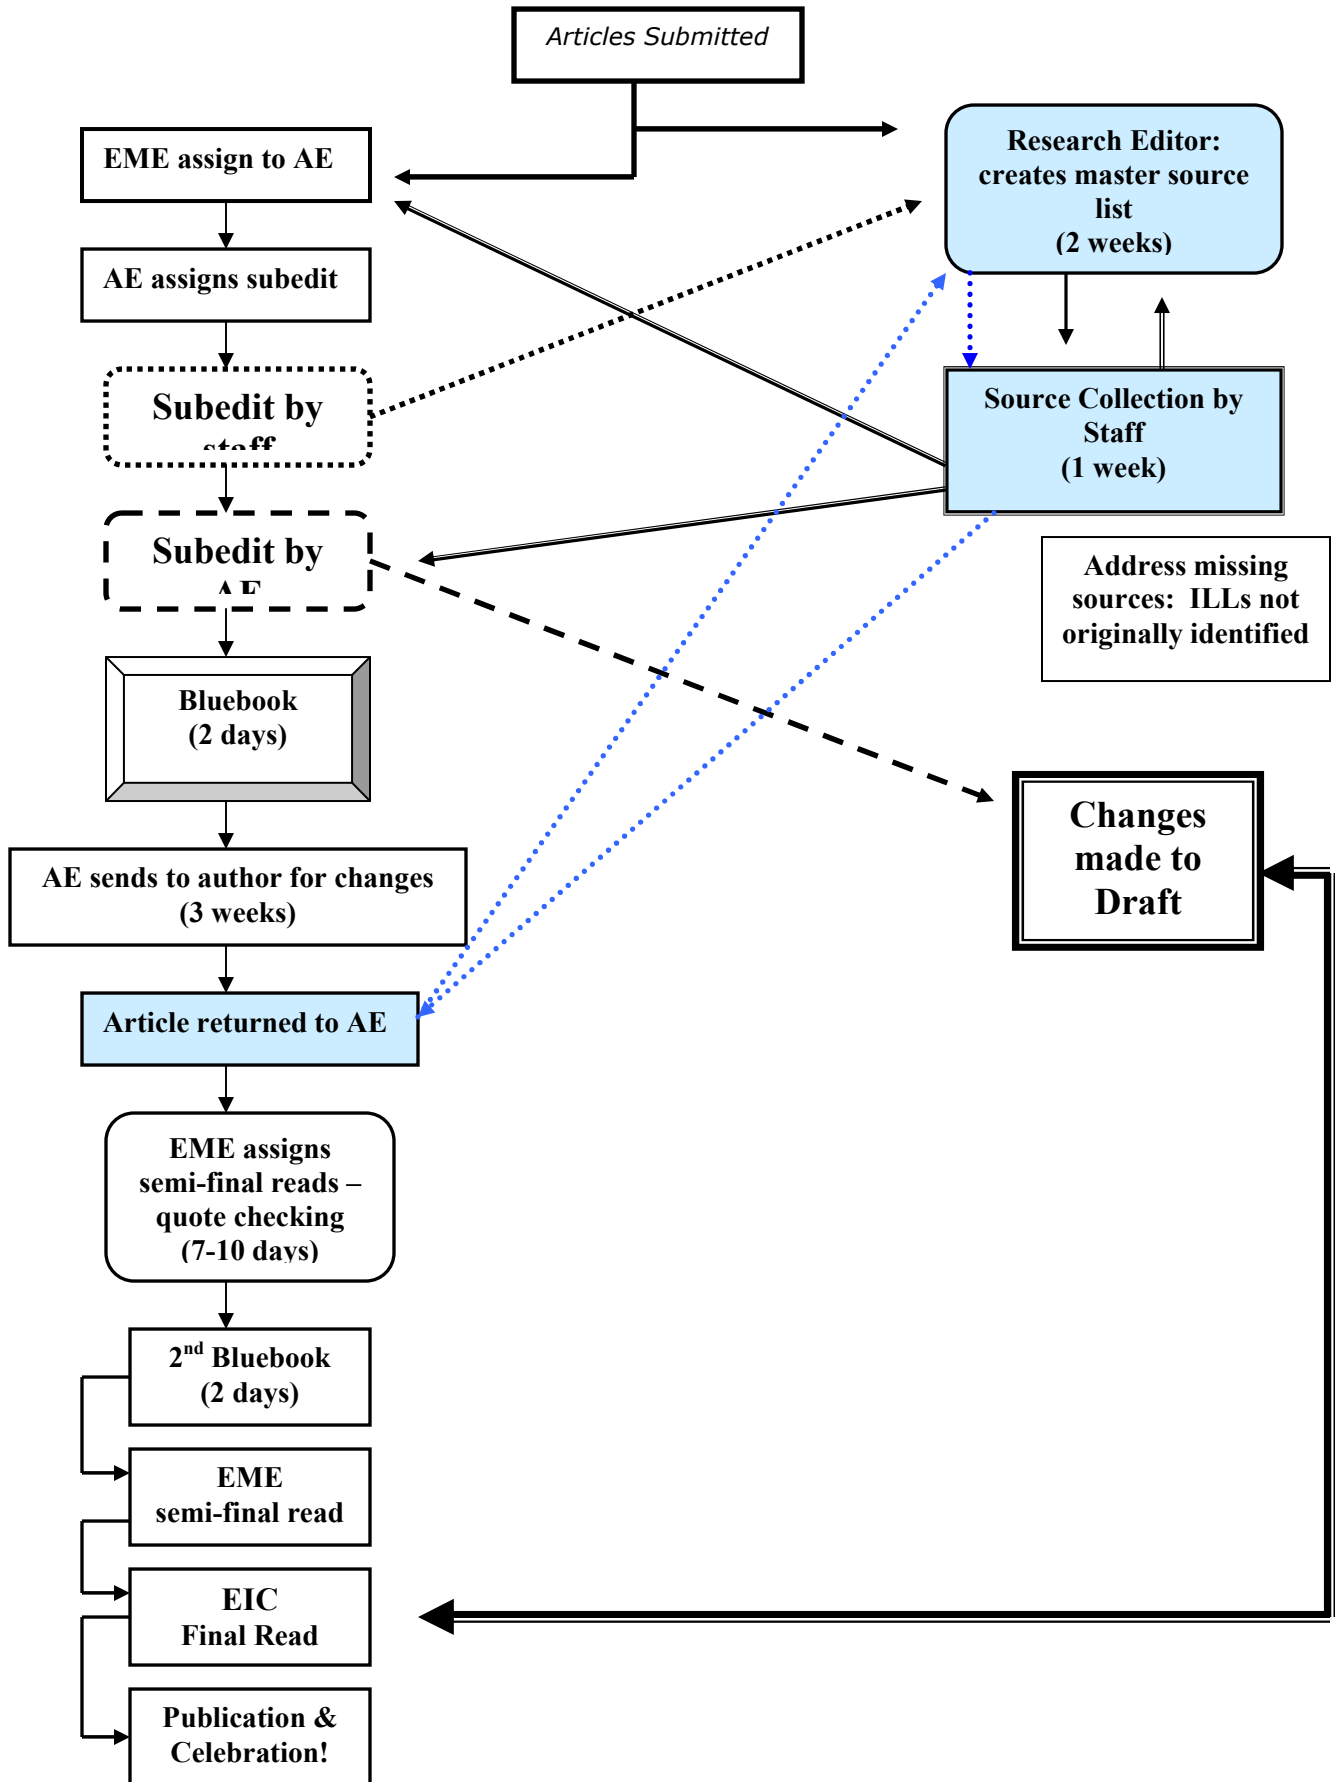 Articles Submitted
EME assign to AE
AE assigns subedit
Subedit by
staff
Subedit by
AE
Bluebook
(2 days)
AE sends to author for changes
(3 weeks)
Article returned to AE
EME assigns
semi-final reads –
quote checking
(7-10 days)
2nd Bluebook
(2 days)
EME
semi-final read
EIC
Final Read
Publication &
Celebration!
Research Editor:
creates master source
list
(2 weeks)
Source Collection by
Staff
(1 week)
Address missing
sources:  ILLs not
originally identified
Changes
made to
Draft